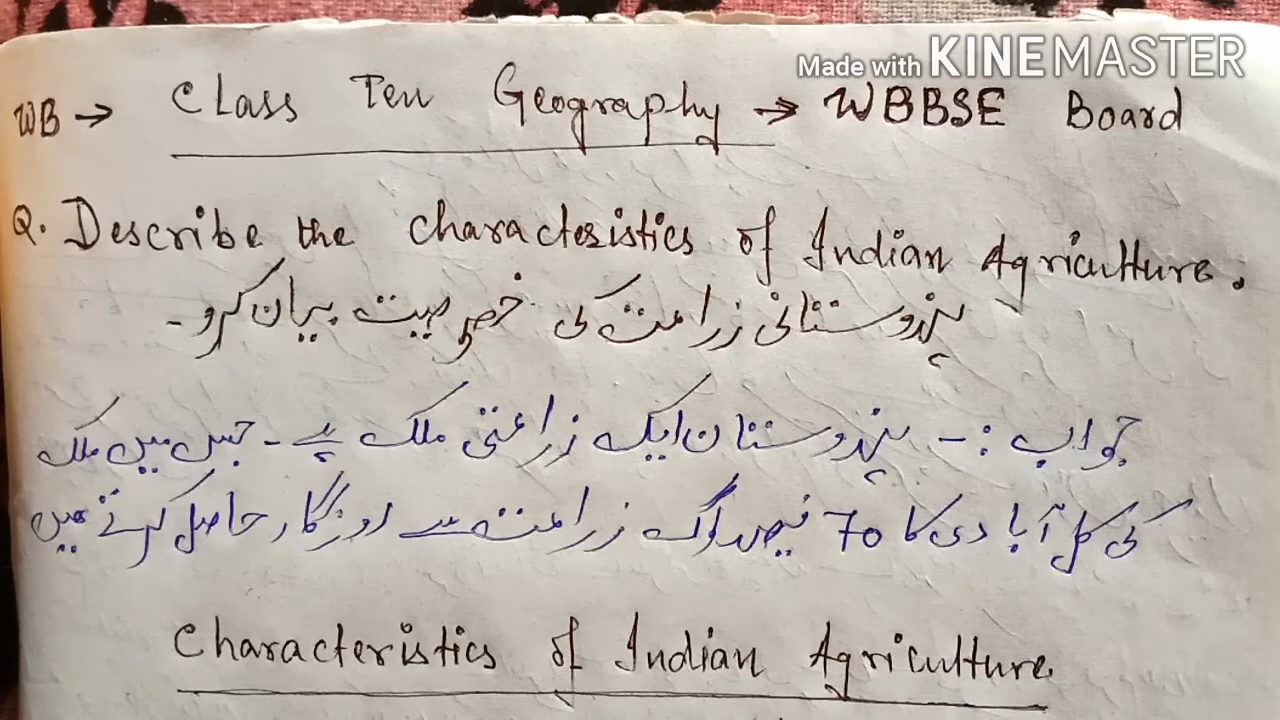 Made with KINEMASTER
WB → Class Ten Geography → WBBSE Board
Q. Describe the characteristics of Indian Agriculture.
ہندوستانی زراعت کی خصوصیت بیان کرو۔
جواب :- ہندوستان ایک زراعتی ملک ہے۔ جس میں ملک
کی کل آبادی کا 70 فیصد لوگ زراعت سے روزگار حاصل کرتے ہیں
Characteristics of Indian Agriculture